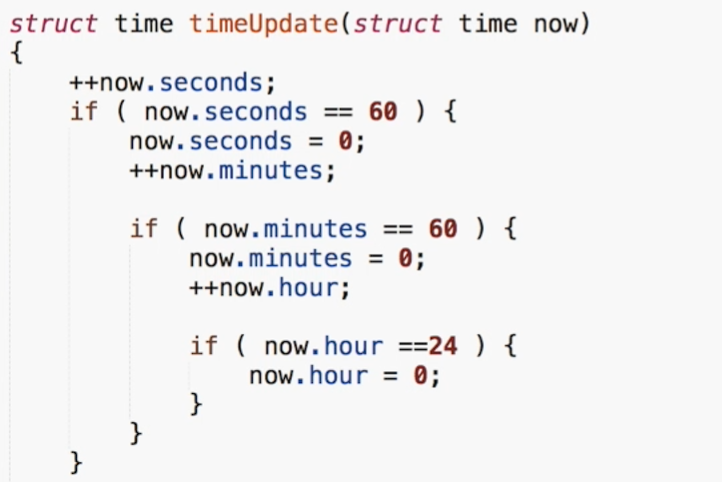 struct time timeUpdate(struct time now)
{
    ++now.seconds;
    if ( now.seconds == 60 ) {
        now.seconds = 0;
        ++now.minutes;

        if ( now.minutes == 60 ) {
            now.minutes = 0;
            ++now.hour;

            if ( now.hour ==24 ) {
                now.hour = 0;
            }
        }
    }